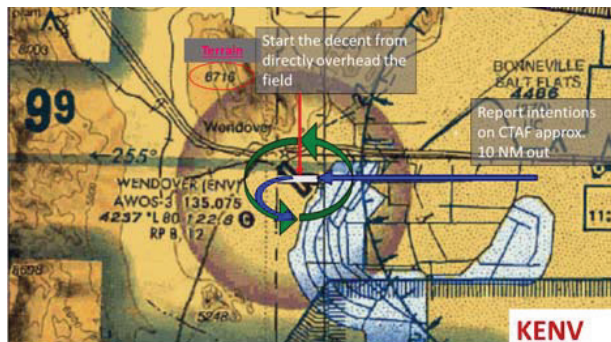 8003
Terrain
6716
Start the decent from
directly overhead the
field
BONNEVILLE
SALT FLATS
4486
99
Wendover
Report intentions
on CTAF approx.
10 NM out
255°
WENDOVER (ENV)
AWOS-3 135.075
4237 *L 80 122.8 C
RP 8, 12
112
8698
5248
KENV